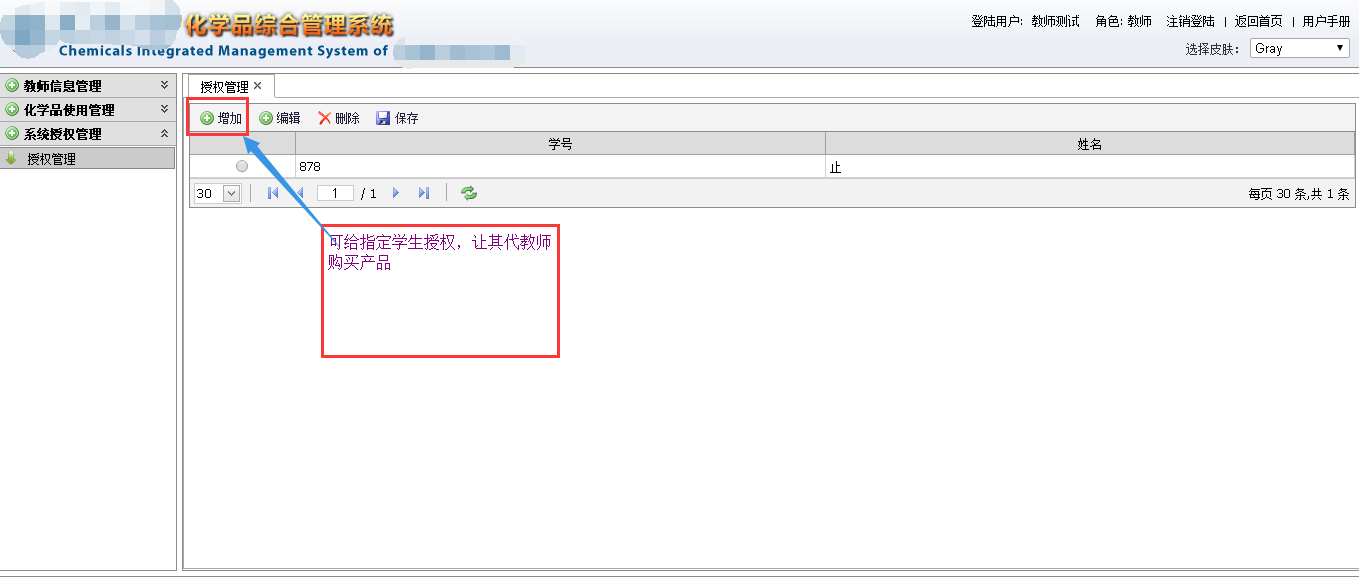 化学品综合管理系统
Chemicals Integrated Management System of
登陆用户: 教师测试 角色: 教师 注销登陆 | 返回首页 | 用户手册
选择皮肤: Gray
教师信息管理
化学品使用管理
系统授权管理
授权管理
授权管理
增加 编辑 删除 保存
学号 姓名
878 止
30 1 / 1 每页 30 条,共 1 条
可给指定学生授权，让其代教师
购买产品